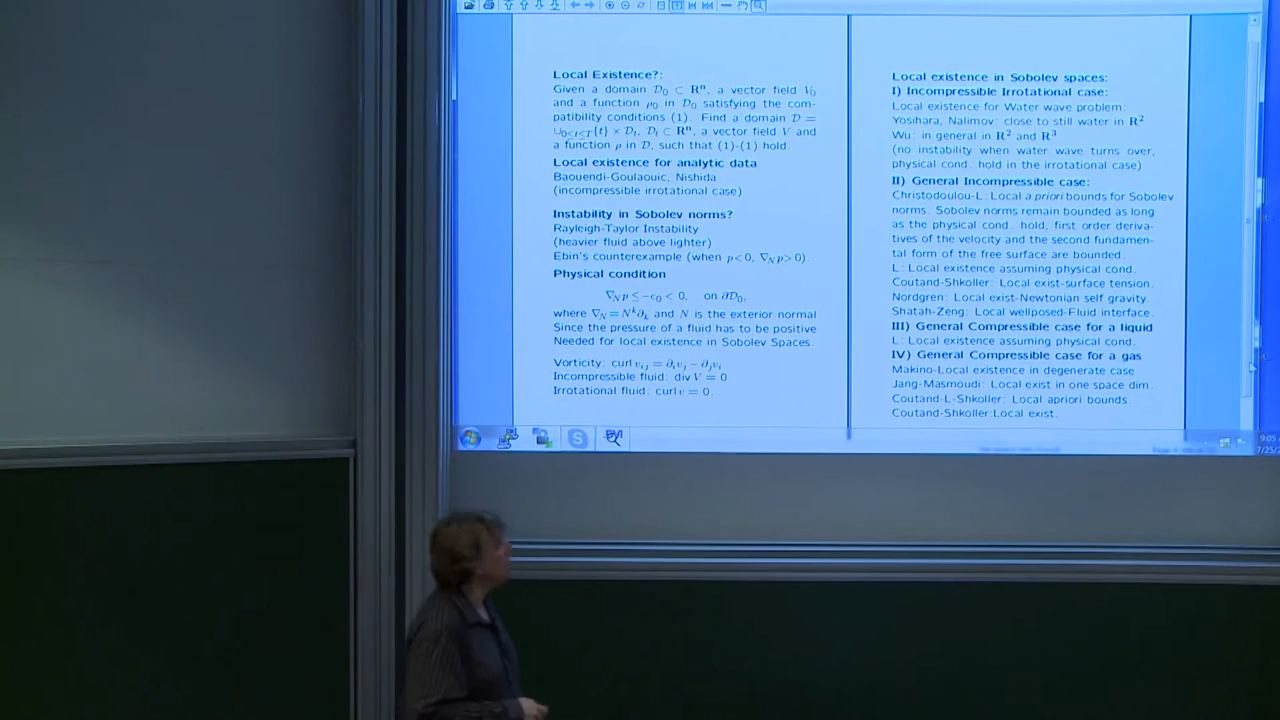 Local Existence?:
Given a domain 𝒟₀ ⊂ Rⁿ, a vector field V₀
and a function ρ₀ in 𝒟₀ satisfying the com-
patibility conditions (1). Find a domain 𝒟 =
∪₀<t≤T{t} × 𝒟ₜ, 𝒟ₜ ⊂ Rⁿ, a vector field V and
a function ρ in 𝒟, such that (1)-(1) hold.
Local existence for analytic data
Baouendi-Goulaouic, Nishida
(incompressible irrotational case)
Instability in Sobolev norms?
Rayleigh-Taylor Instability
(heavier fluid above lighter)
Ebin's counterexample (when p<0, ∇_N p>0).
Physical condition
∇_N p ≤ −c₀ < 0, on ∂𝒟₀,
where ∇_N = Nᵏ∂ₖ and N is the exterior normal
Since the pressure of a fluid has to be positive
Needed for local existence in Sobolev Spaces.
Vorticity: curl vᵢⱼ = ∂ᵢvⱼ − ∂ⱼvᵢ
Incompressible fluid: div V = 0
Irrotational fluid: curl v = 0.
Local existence in Sobolev spaces:
I) Incompressible Irrotational case:
Local existence for Water wave problem:
Yosihara, Nalimov: close to still water in R²
Wu: in general in R² and R³
(no instability when water wave turns over,
physical cond. hold in the irrotational case)
II) General Incompressible case:
Christodoulou-L: Local a priori bounds for Sobolev
norms. Sobolev norms remain bounded as long
as the physical cond. hold, first order deriva-
tives of the velocity and the second fundamen-
tal form of the free surface are bounded.
L: Local existence assuming physical cond.
Coutand-Shkoller: Local exist-surface tension.
Nordgren: Local exist-Newtonian self gravity.
Shatah-Zeng: Local wellposed-Fluid interface.
III) General Compressible case for a liquid
L: Local existence assuming physical cond.
IV) General Compressible case for a gas
Makino-Local existence in degenerate case
Jang-Masmoudi: Local exist in one space dim.
Coutand-L-Shkoller: Local apriori bounds.
Coutand-Shkoller:Local exist.
9:05
7/25/